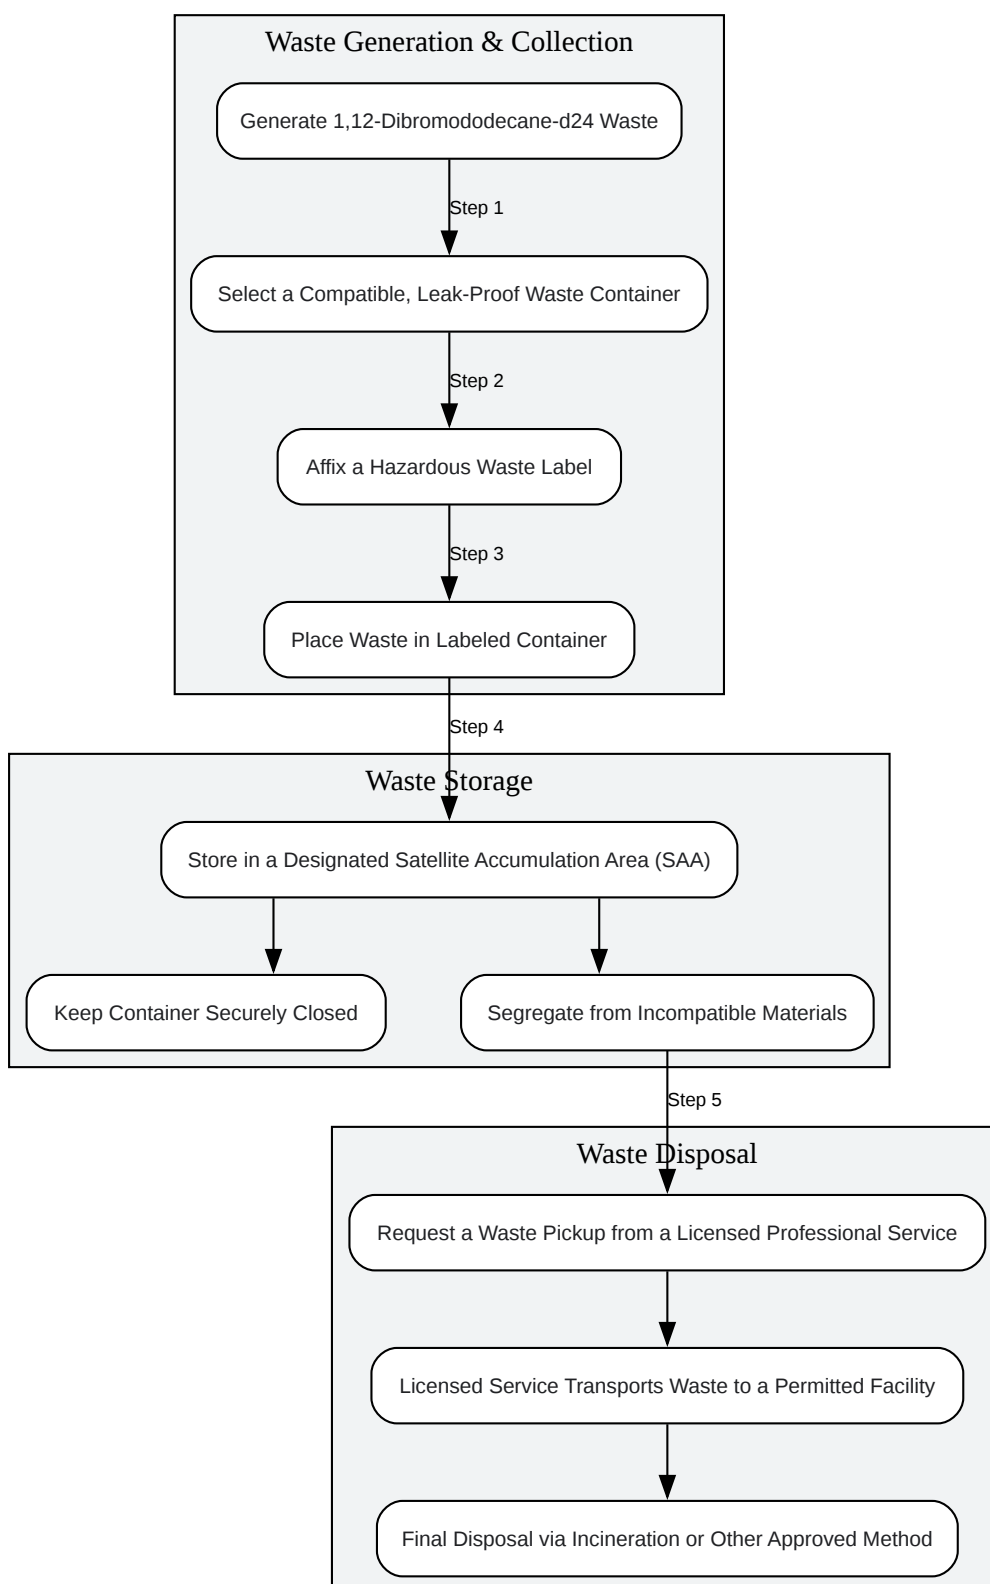 Waste Generation & Collection
Generate 1,12-Dibromododecane-d24 Waste
Step 1
Select a Compatible, Leak-Proof Waste Container
Step 2
Affix a Hazardous Waste Label
Step 3
Place Waste in Labeled Container
Step 4
Waste Storage
Store in a Designated Satellite Accumulation Area (SAA)
Keep Container Securely Closed
Segregate from Incompatible Materials
Step 5
Waste Disposal
Request a Waste Pickup from a Licensed Professional Service
Licensed Service Transports Waste to a Permitted Facility
Final Disposal via Incineration or Other Approved Method